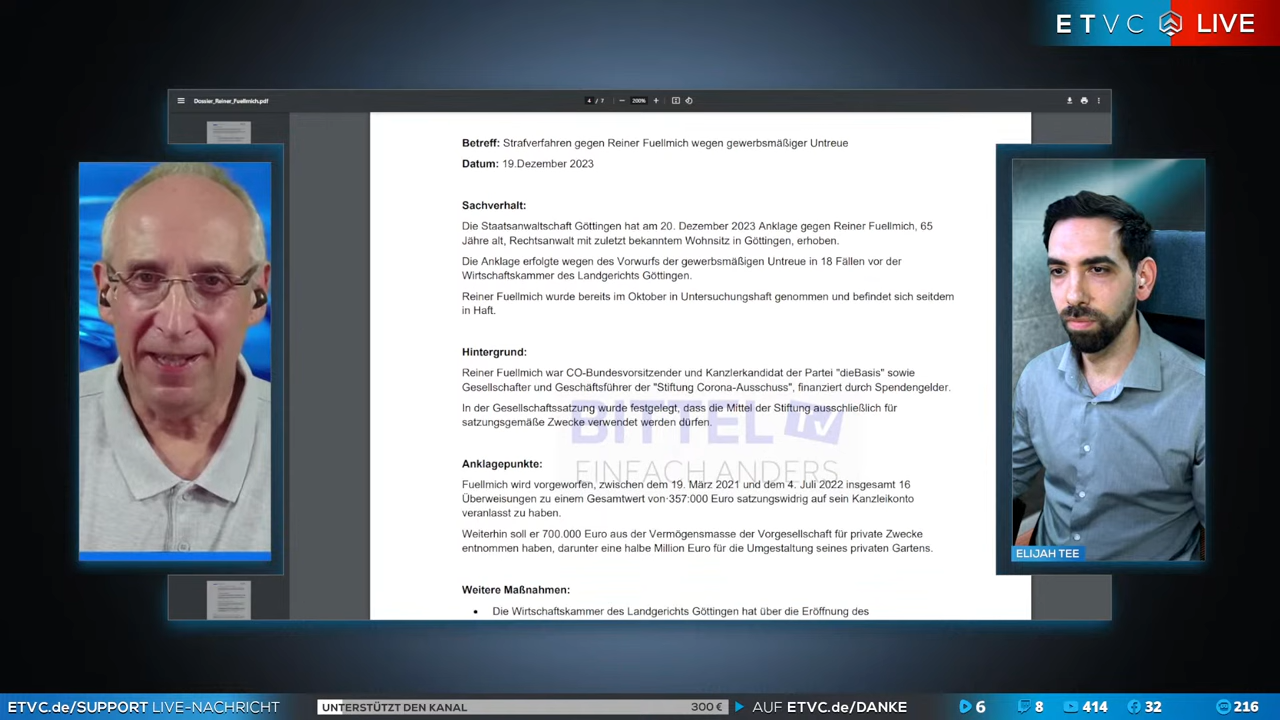 ETVC LIVE
Dossier_Reiner_Fuellmich.pdf
4 / 7
200%
Betreff: Strafverfahren gegen Reiner Fuellmich wegen gewerbsmäßiger Untreue
Datum: 19.Dezember 2023
Sachverhalt:
Die Staatsanwaltschaft Göttingen hat am 20. Dezember 2023 Anklage gegen Reiner Fuellmich, 65
Jahre alt, Rechtsanwalt mit zuletzt bekanntem Wohnsitz in Göttingen, erhoben.
Die Anklage erfolgte wegen des Vorwurfs der gewerbsmäßigen Untreue in 18 Fällen vor der
Wirtschaftskammer des Landgerichts Göttingen.
Reiner Fuellmich wurde bereits im Oktober in Untersuchungshaft genommen und befindet sich seitdem
in Haft.
Hintergrund:
Reiner Fuellmich war CO-Bundesvorsitzender und Kanzlerkandidat der Partei "dieBasis" sowie
Gesellschafter und Geschäftsführer der "Stiftung Corona-Ausschuss", finanziert durch Spendengelder.
In der Gesellschaftssatzung wurde festgelegt, dass die Mittel der Stiftung ausschließlich für
satzungsgemäße Zwecke verwendet werden dürfen.
BITTEL TV
EINFACH ANDERS
Anklagepunkte:
Fuellmich wird vorgeworfen, zwischen dem 19. März 2021 und dem 4. Juli 2022 insgesamt 16
Überweisungen zu einem Gesamtwert von 357.000 Euro satzungswidrig auf sein Kanzleikonto
veranlasst zu haben.
Weiterhin soll er 700.000 Euro aus der Vermögensmasse der Vorgesellschaft für private Zwecke
entnommen haben, darunter eine halbe Million Euro für die Umgestaltung seines privaten Gartens.
Weitere Maßnahmen:
• Die Wirtschaftskammer des Landgerichts Göttingen hat über die Eröffnung des
ELIJAH TEE
ETVC.de/SUPPORT LIVE-NACHRICHT
UNTERSTÜTZT DEN KANAL 300 €
AUF ETVC.de/DANKE
6 8 414 32 216